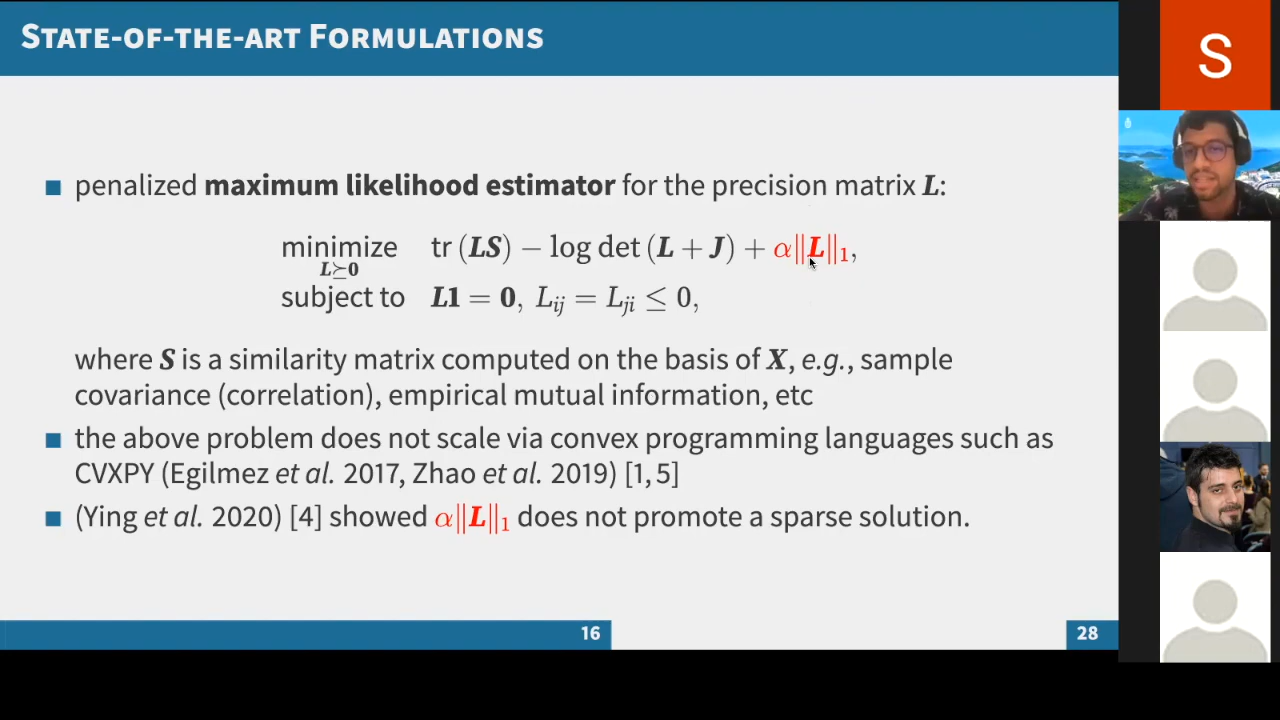 STATE-OF-THE-ART FORMULATIONS
S
■ penalized maximum likelihood estimator for the precision matrix L:
minimize tr (LS) − log det (L + J) + α‖L‖₁,
L⪰0
subject to L1 = 0, Lᵢⱼ = Lⱼᵢ ≤ 0,
where S is a similarity matrix computed on the basis of X, e.g., sample
covariance (correlation), empirical mutual information, etc
■ the above problem does not scale via convex programming languages such as
CVXPY (Egilmez et al. 2017, Zhao et al. 2019) [1, 5]
■ (Ying et al. 2020) [4] showed α‖L‖₁ does not promote a sparse solution.
16
28